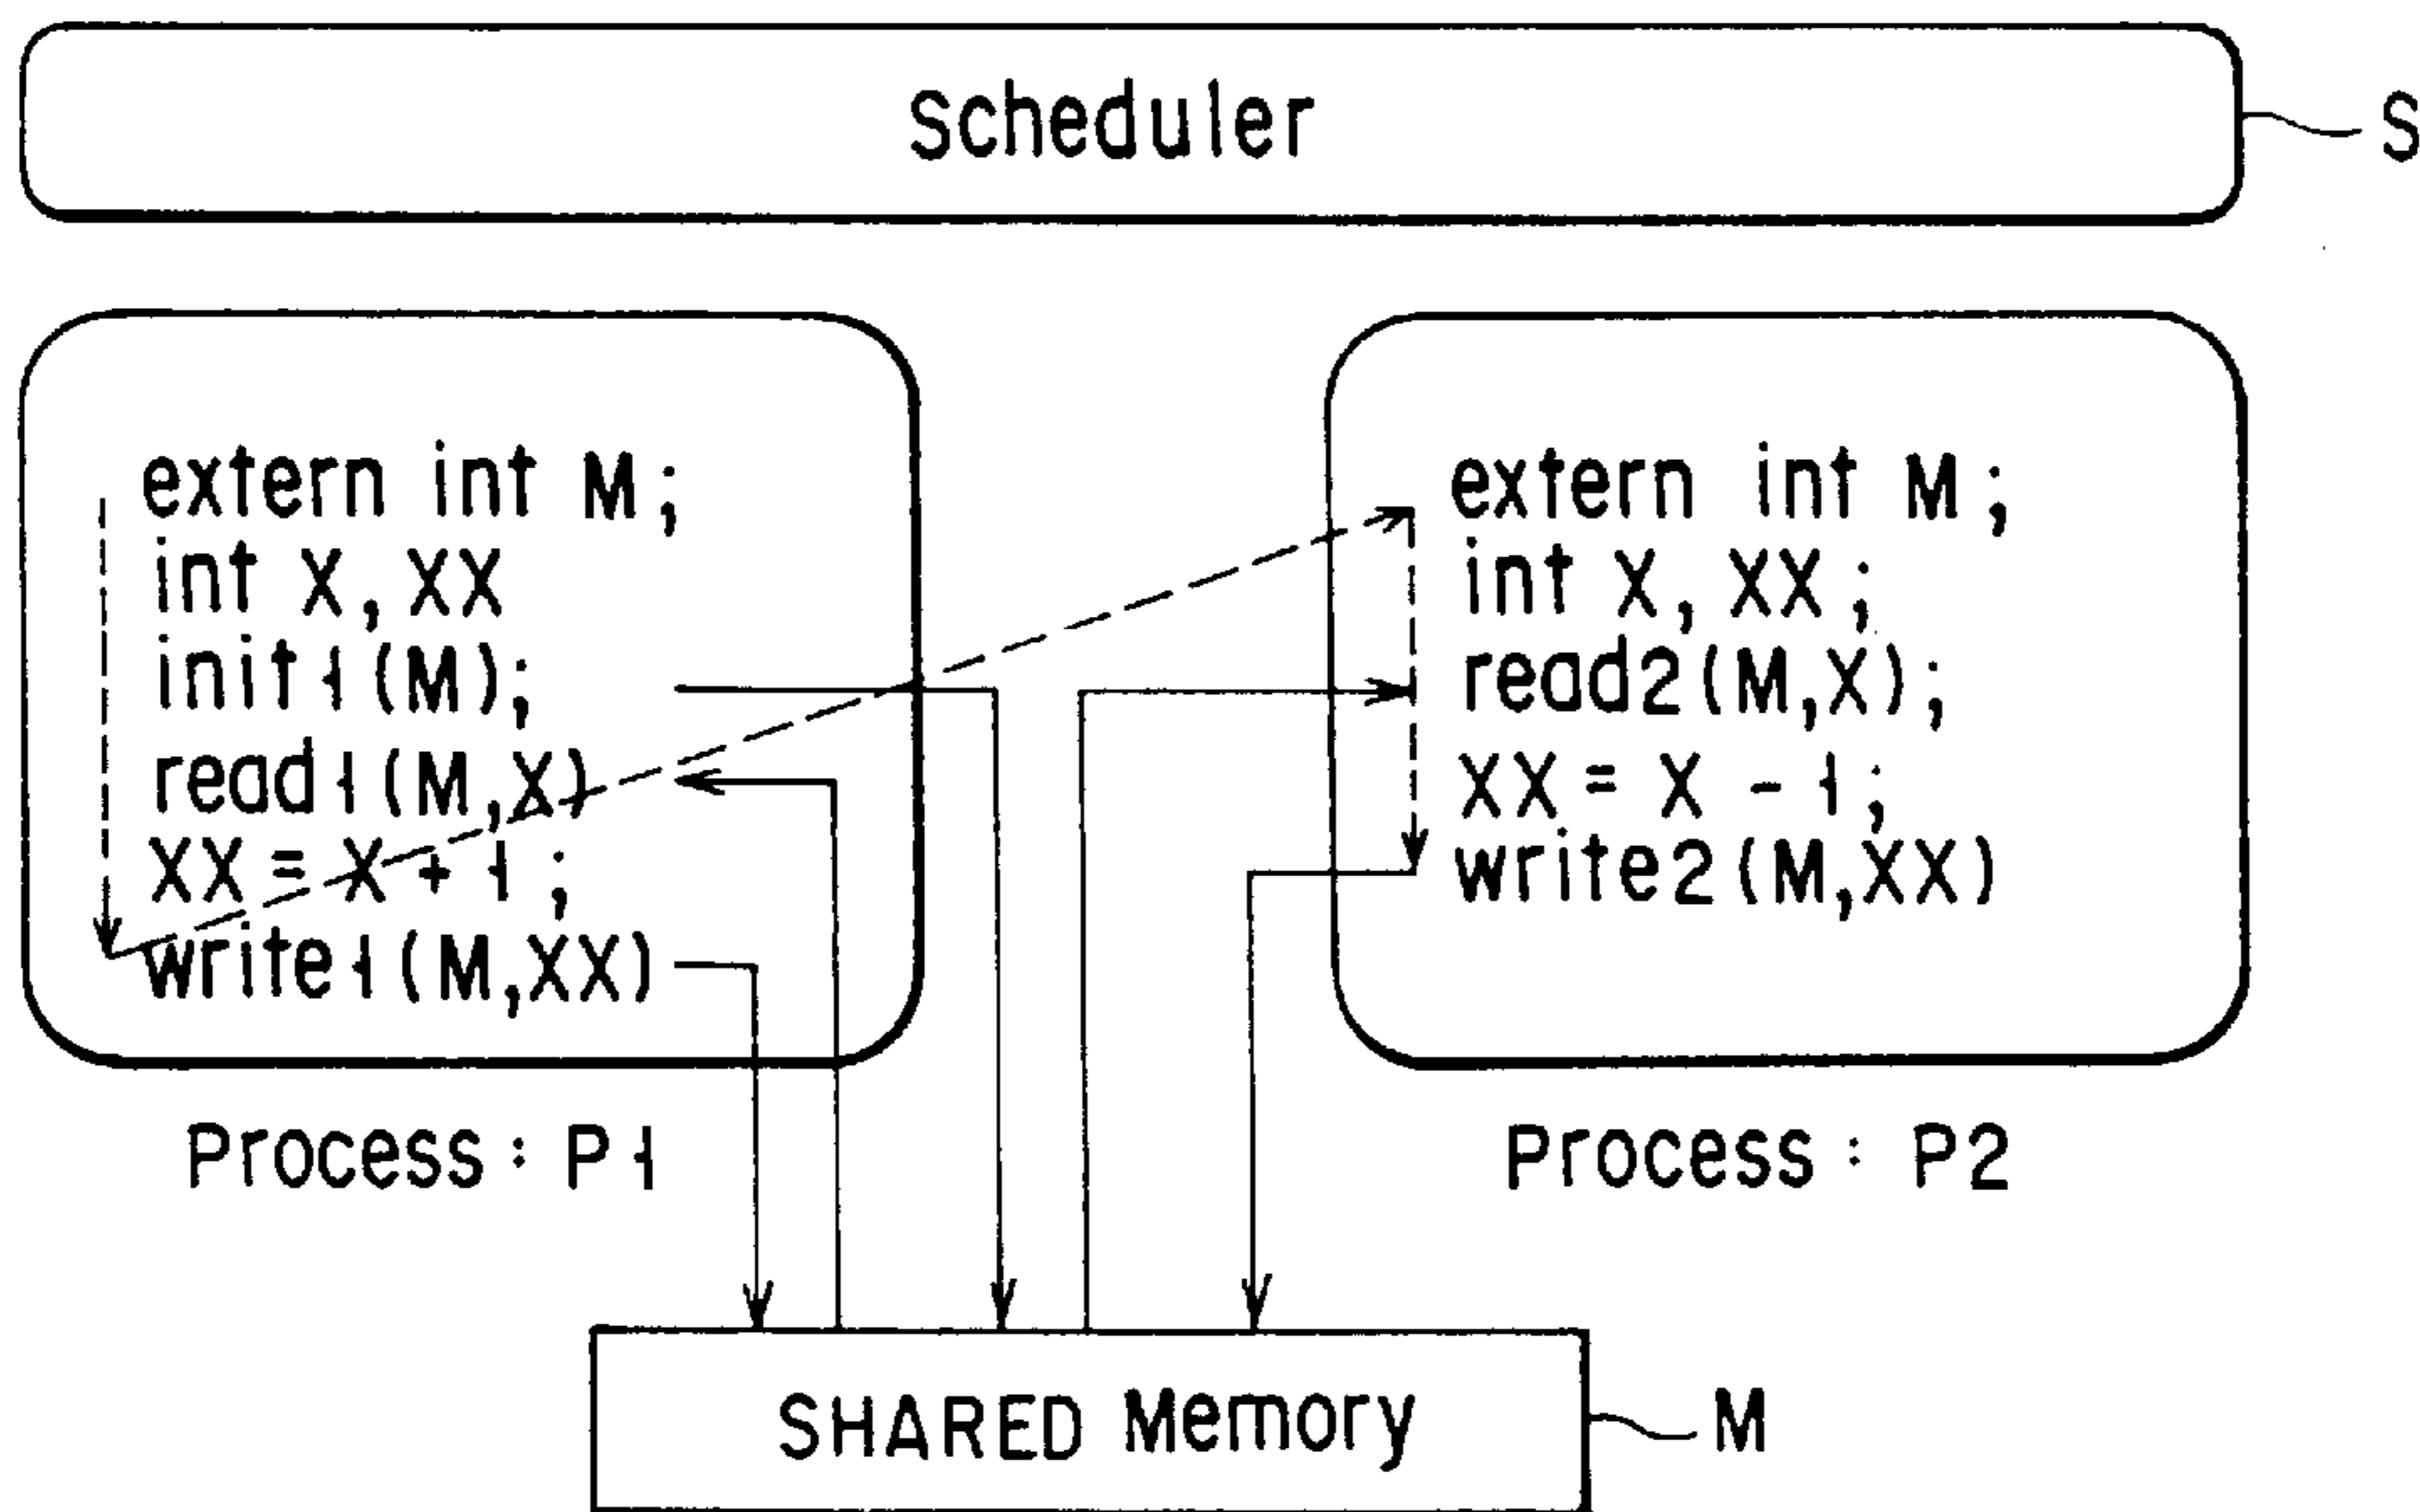 Scheduler
S
extern int M;
int X, XX
init1(M);
read1(M,X)
XX = X + 1;
write1(M,XX)
Process: P1
extern int M;
int X, XX;
read2(M,X);
XX = X - 1;
write2(M,XX)
Process: P2
SHARED Memory
M